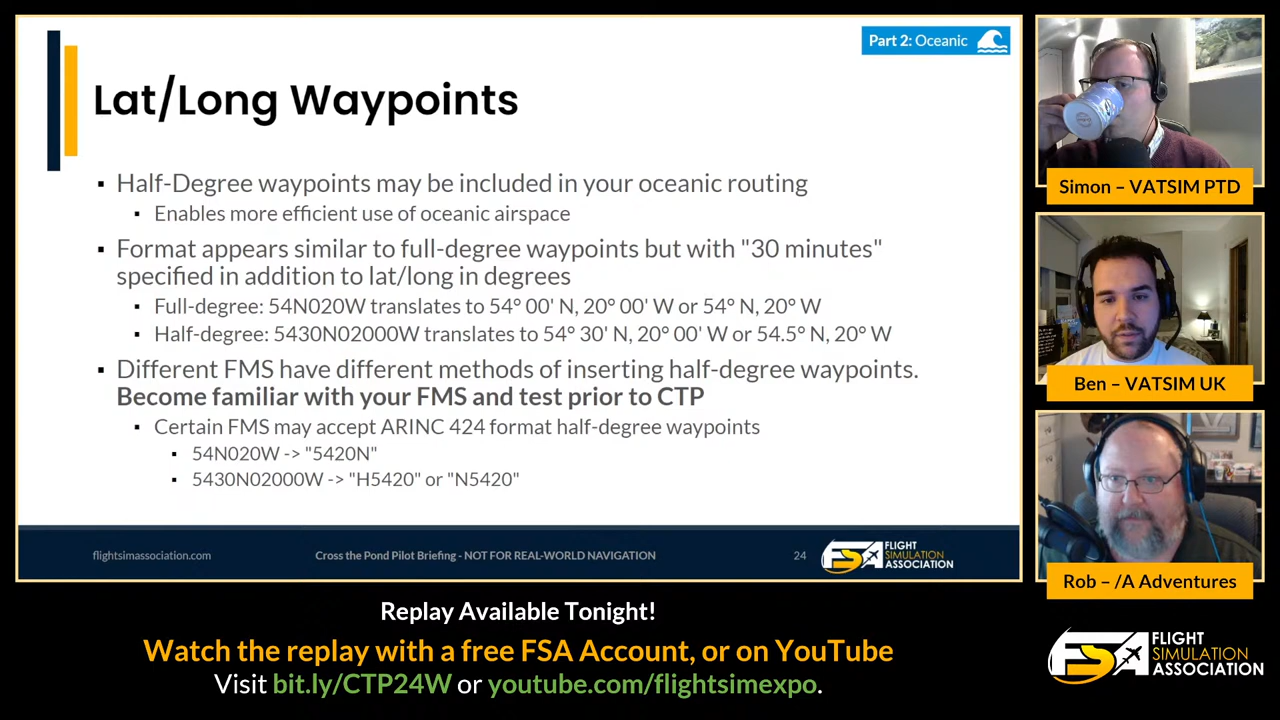 Part 2: Oceanic
Lat/Long Waypoints
▪ Half-Degree waypoints may be included in your oceanic routing
▪ Enables more efficient use of oceanic airspace
▪ Format appears similar to full-degree waypoints but with "30 minutes"
specified in addition to lat/long in degrees
▪ Full-degree: 54N020W translates to 54° 00' N, 20° 00' W or 54° N, 20° W
▪ Half-degree: 5430N02000W translates to 54° 30' N, 20° 00' W or 54.5° N, 20° W
▪ Different FMS have different methods of inserting half-degree waypoints.
Become familiar with your FMS and test prior to CTP
▪ Certain FMS may accept ARINC 424 format half-degree waypoints
▪ 54N020W -> "5420N"
▪ 5430N02000W -> "H5420" or "N5420"
flightsimassociation.com
Cross the Pond Pilot Briefing - NOT FOR REAL-WORLD NAVIGATION
24
FSA FLIGHT
SIMULATION
ASSOCIATION
Simon – VATSIM PTD
Ben – VATSIM UK
Rob – /A Adventures
Replay Available Tonight!
Watch the replay with a free FSA Account, or on YouTube
Visit bit.ly/CTP24W or youtube.com/flightsimexpo.
FSA FLIGHT
SIMULATION
ASSOCIATION